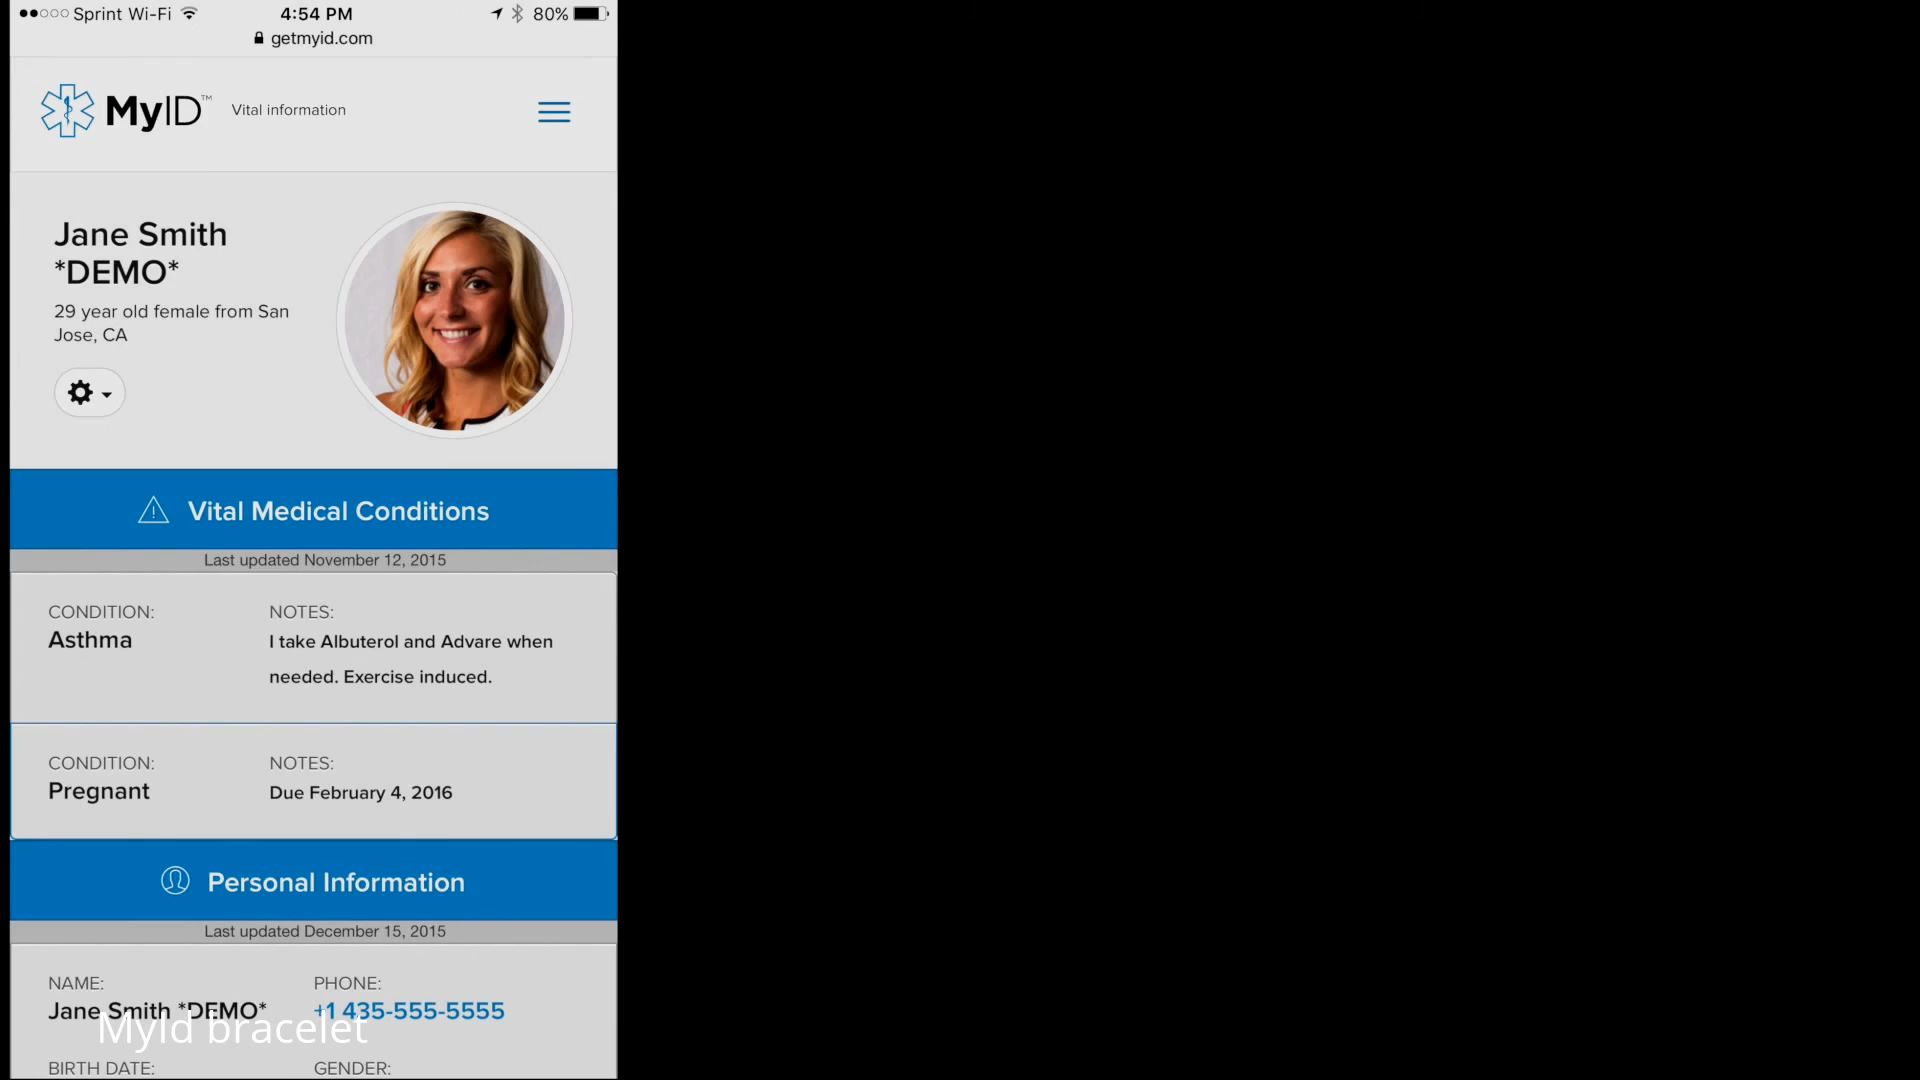 Sprint Wi-Fi 4:54 PM 80%
getmyid.com
MyID™ Vital information
Jane Smith
*DEMO*
29 year old female from San
Jose, CA
Vital Medical Conditions
Last updated November 12, 2015
CONDITION: NOTES:
Asthma I take Albuterol and Advare when
needed. Exercise induced.
CONDITION: NOTES:
Pregnant Due February 4, 2016
Personal Information
Last updated December 15, 2015
NAME: PHONE:
Jane Smith *DEMO* +1 435-555-5555
MyId bracelet
BIRTH DATE: GENDER: